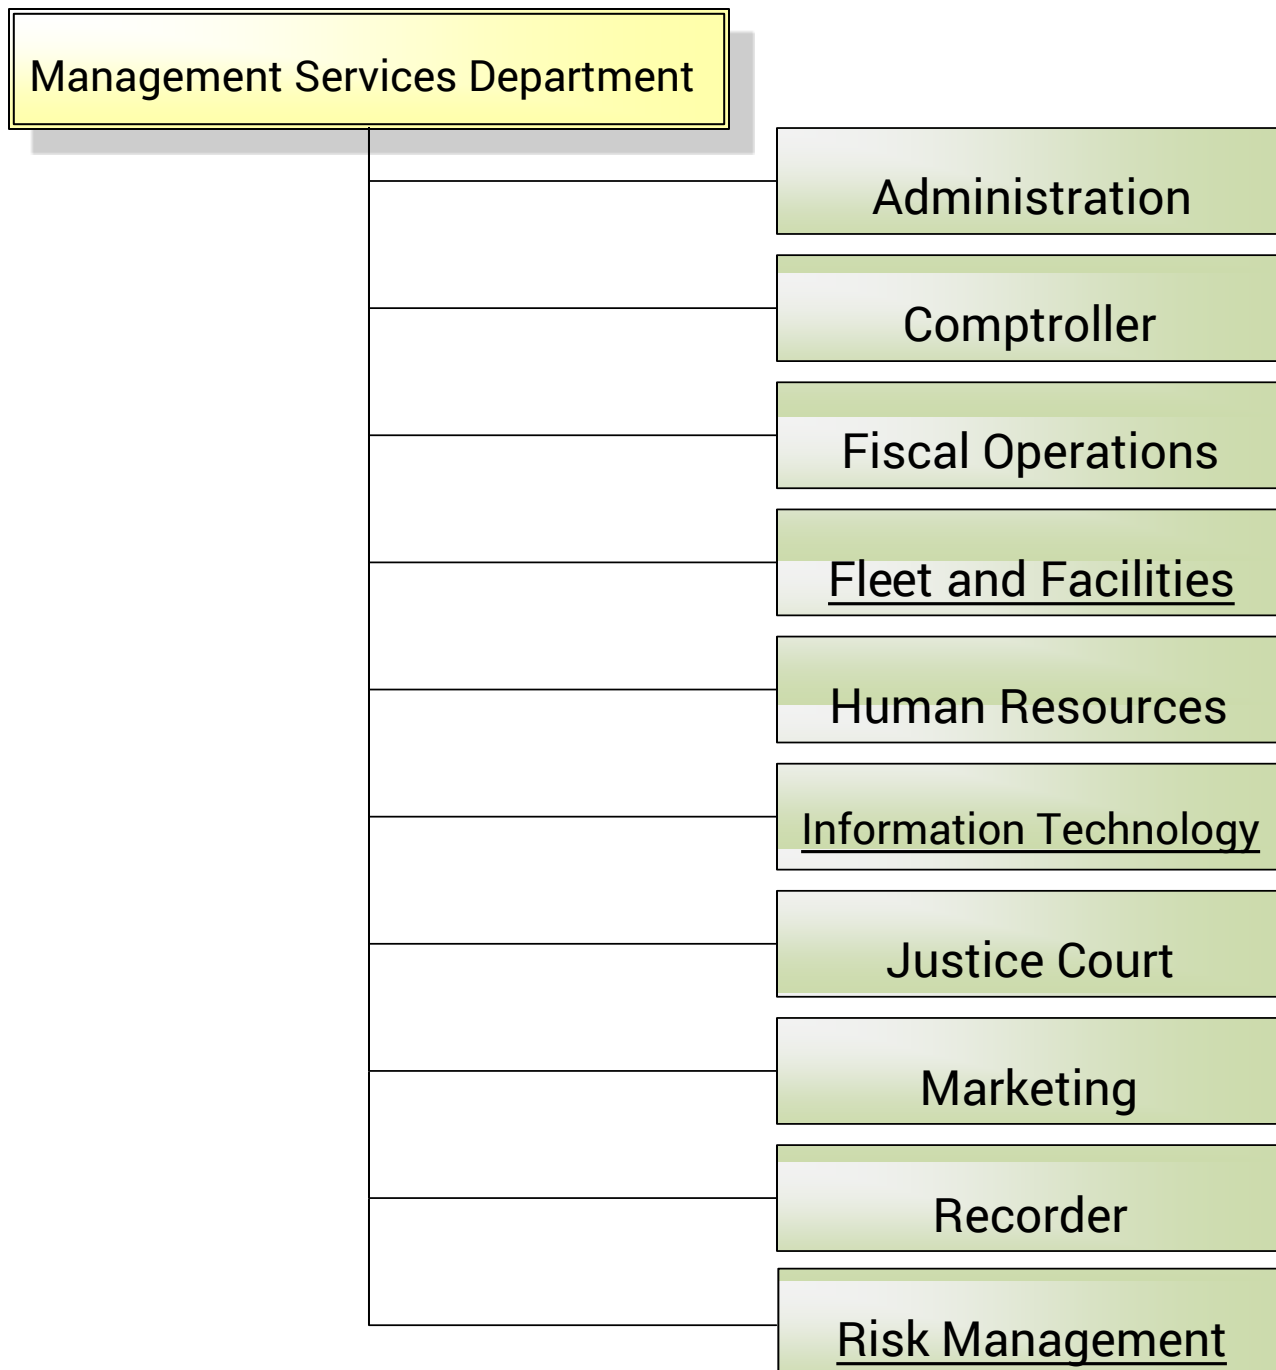 Management Services Department
Administration
Comptroller
Fiscal Operations
Fleet and Facilities
Human Resources
Information Technology
Justice Court
Marketing
Recorder
Risk Management